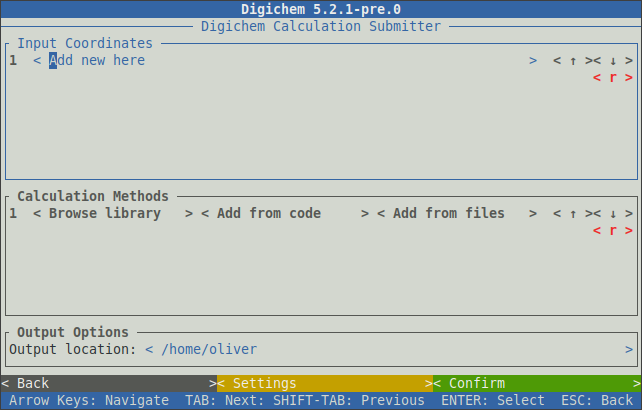 Digichem 5.2.1-pre.0
Digichem Calculation Submitter
Input Coordinates
1 < Add new here > < ↑ >< ↓ >
< r >
Calculation Methods
1 < Browse library > < Add from code > < Add from files > < ↑ >< ↓ >
< r >
Output Options
Output location: < /home/oliver >
< Back >< Settings >< Confirm >
Arrow Keys: Navigate TAB: Next: SHIFT-TAB: Previous ENTER: Select ESC: Back